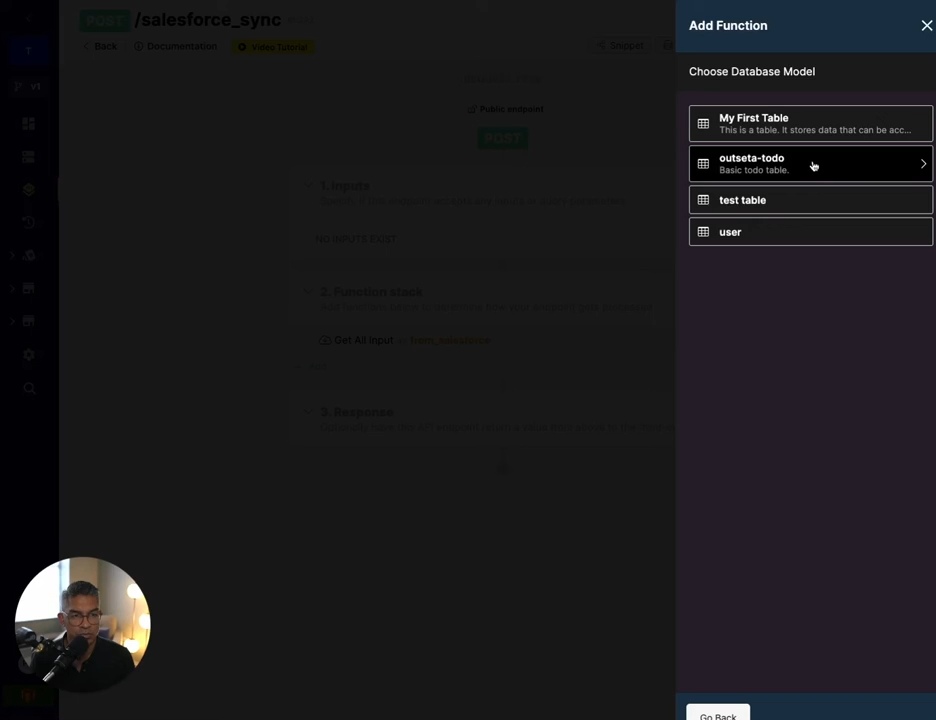 POST /salesforce_sync
Back Documentation Video Tutorial Snippet
V1
T
Public endpoint
POST
1. Inputs
NO INPUTS EXIST
2. Function stack
Get All Input
3. Response
Add Function
Choose Database Model
My First Table
This is a table. It stores data that can be acc...
outseta-todo
Basic todo table.
test table
user
Go Back